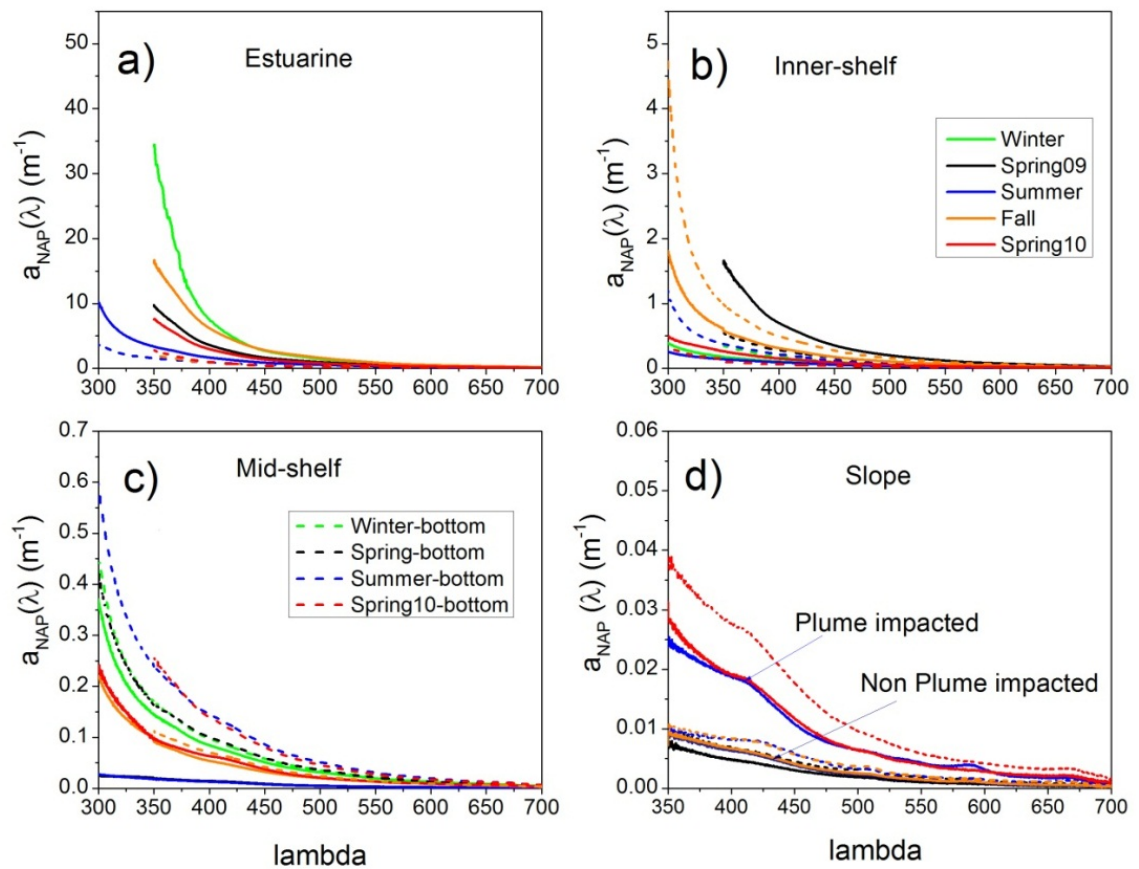 a)
Estuarine
50
40
30
20
10
0
a_NAP(λ) (m⁻¹)
300 350 400 450 500 550 600 650 700
b)
Inner-shelf
5
4
3
2
1
0
a_NAP(λ) (m⁻¹)
Winter
Spring09
Summer
Fall
Spring10
300 350 400 450 500 550 600 650 700
c)
Mid-shelf
0.7
0.6
0.5
0.4
0.3
0.2
0.1
0.0
a_NAP(λ) (m⁻¹)
Winter-bottom
Spring-bottom
Summer-bottom
Spring10-bottom
300 350 400 450 500 550 600 650 700
lambda
d)
Slope
0.06
0.05
0.04
0.03
0.02
0.01
0.00
a_NAP (λ) (m⁻¹)
Plume impacted
Non Plume impacted
350 400 450 500 550 600 650 700
lambda